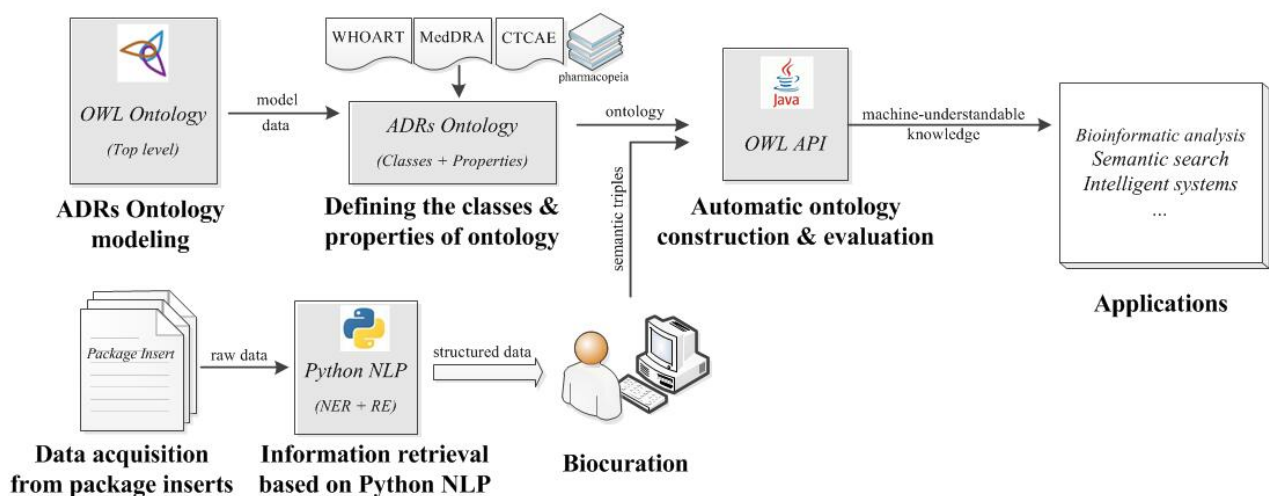 WHOART
MedDRA
CTCAE
pharmacopeia
OWL Ontology
(Top level)
model
data
ADRs Ontology
(Classes + Properties)
ontology
Java
OWL API
machine-understandable
knowledge
Bioinformatic analysis
Semantic search
Intelligent systems
...
ADRs Ontology
modeling
Defining the classes &
properties of ontology
semantic triples
Automatic ontology
construction & evaluation
Applications
Package Insert
raw data
Python NLP
(NER + RE)
structured data
Data acquisition
from package inserts
Information retrieval
based on Python NLP
Biocuration